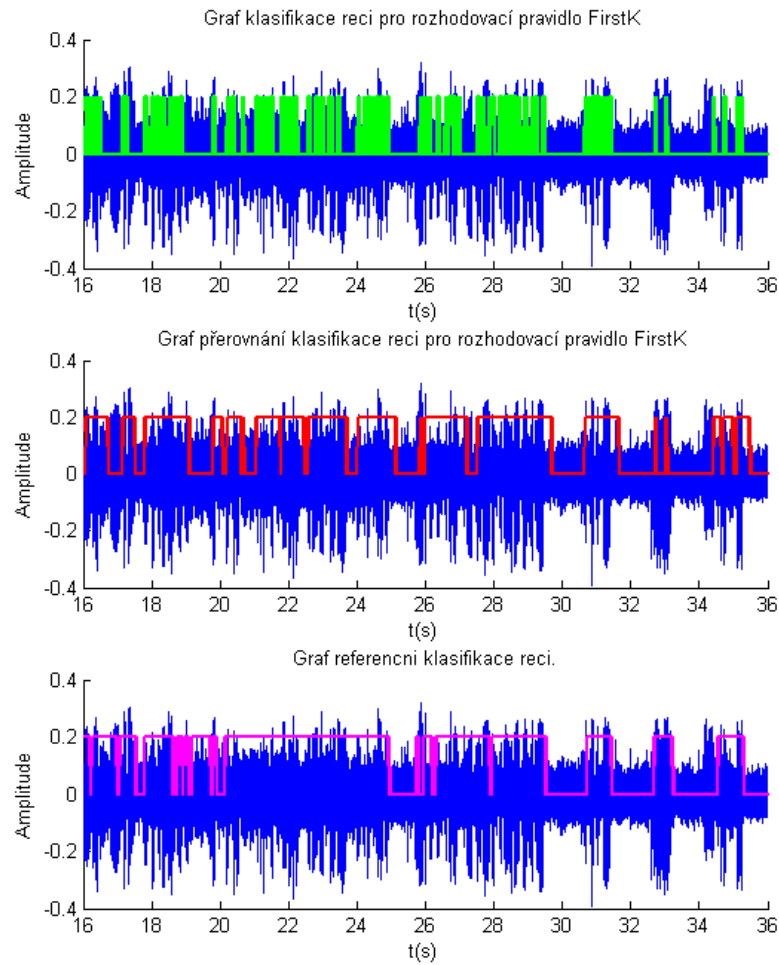 Graf klasifikace reci pro rozhodovací pravidlo FirstK
0.4
0.2
0
-0.2
-0.4
Amplitude
16 18 20 22 24 26 28 30 32 34 36
t(s)
Graf přerovnání klasifikace reci pro rozhodovací pravidlo FirstK
0.4
0.2
0
-0.2
-0.4
Amplitude
16 18 20 22 24 26 28 30 32 34 36
t(s)
Graf referencni klasifikace reci.
0.4
0.2
0
-0.2
-0.4
Amplitude
16 18 20 22 24 26 28 30 32 34 36
t(s)